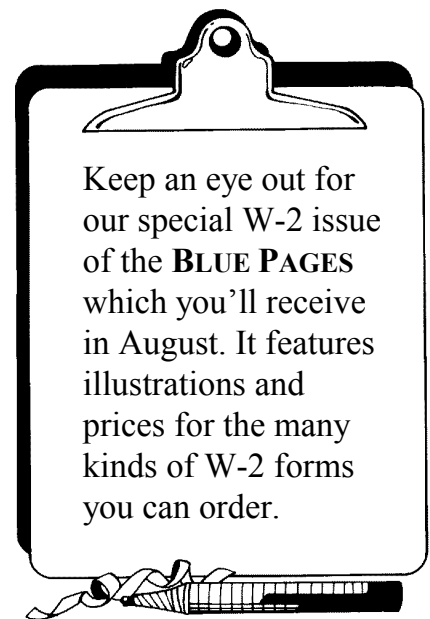 Keep an eye out for
our special W-2 issue
of the BLUE PAGES
which you’ll receive
in August. It features
illustrations and
prices for the many
kinds of W-2 forms
you can order.